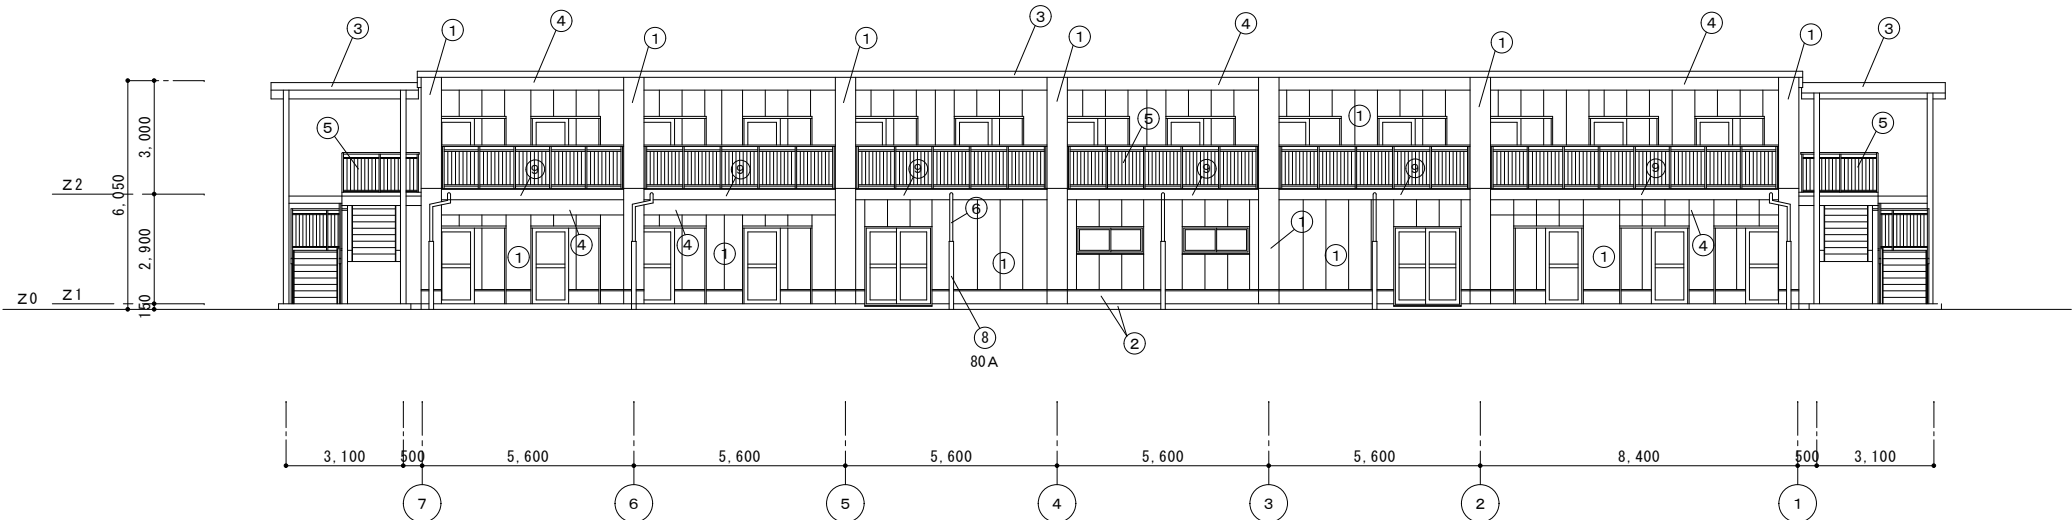 ③ ① ④ ① ① ③ ① ④ ① ④ ① ③
3,000
6,050
⑤ ⑤ ① ⑤
⑨ ⑨ ⑨ ⑨ ⑨ ⑨
Z2
2,900
⑥ ①
④ ④ ④
① ① ① ① ①
Z0 Z1
150
⑧ ②
80A
3,100 500 5,600 5,600 5,600 5,600 5,600 8,400 500 3,100
7 6 5 4 3 2 1